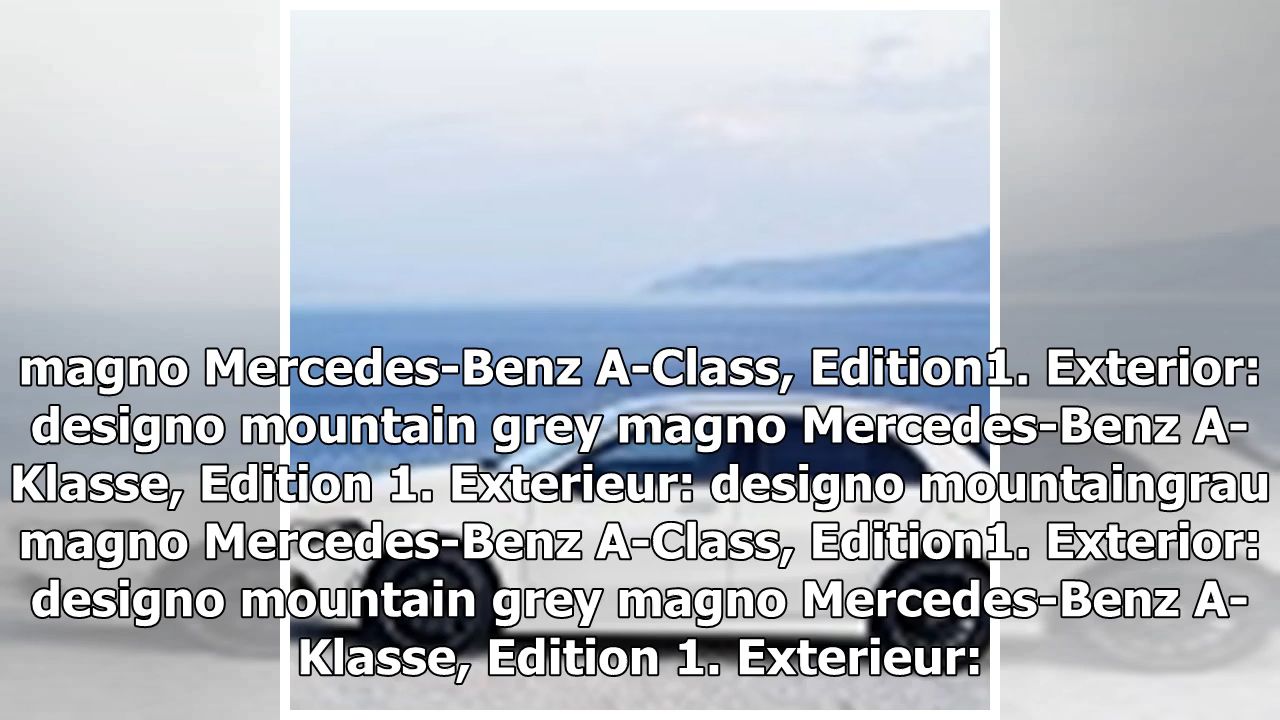 magno Mercedes-Benz A-Class, Edition1. Exterior:
designo mountain grey magno Mercedes-Benz A-
Klasse, Edition 1. Exterieur: designo mountaingrau
magno Mercedes-Benz A-Class, Edition1. Exterior:
designo mountain grey magno Mercedes-Benz A-
Klasse, Edition 1. Exterieur: